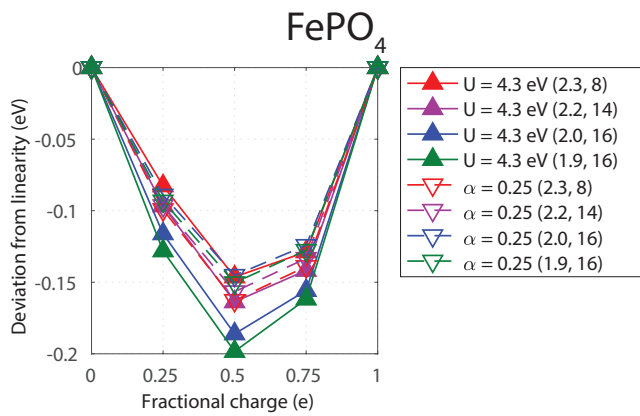 FePO4
0
-0.05
-0.1
-0.15
-0.2
Deviation from linearity (eV)
0
0.25
0.5
0.75
1
Fractional charge (e)
U = 4.3 eV (2.3, 8)
U = 4.3 eV (2.2, 14)
U = 4.3 eV (2.0, 16)
U = 4.3 eV (1.9, 16)
α = 0.25 (2.3, 8)
α = 0.25 (2.2, 14)
α = 0.25 (2.0, 16)
α = 0.25 (1.9, 16)